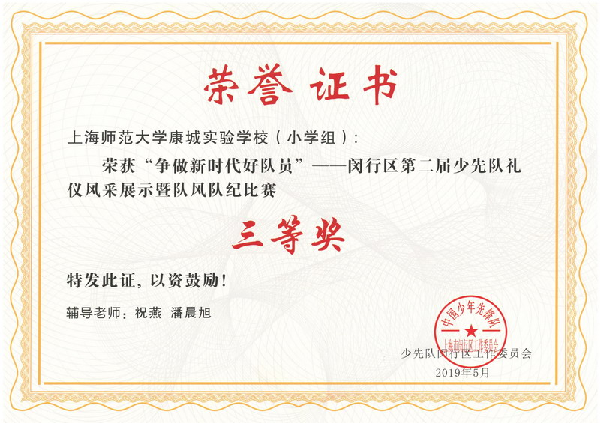 荣誉证书
上海师范大学康城实验学校（小学组）：
荣获“争做新时代好队员”——闵行区第二届少先队礼
仪风采展示暨队风队纪比赛
三等奖
特发此证，以资鼓励！
辅导老师：祝燕 潘晨旭
中国少年先锋队
上海市闵行区工作委员会
少先队闵行区工作委员会
2019年5月